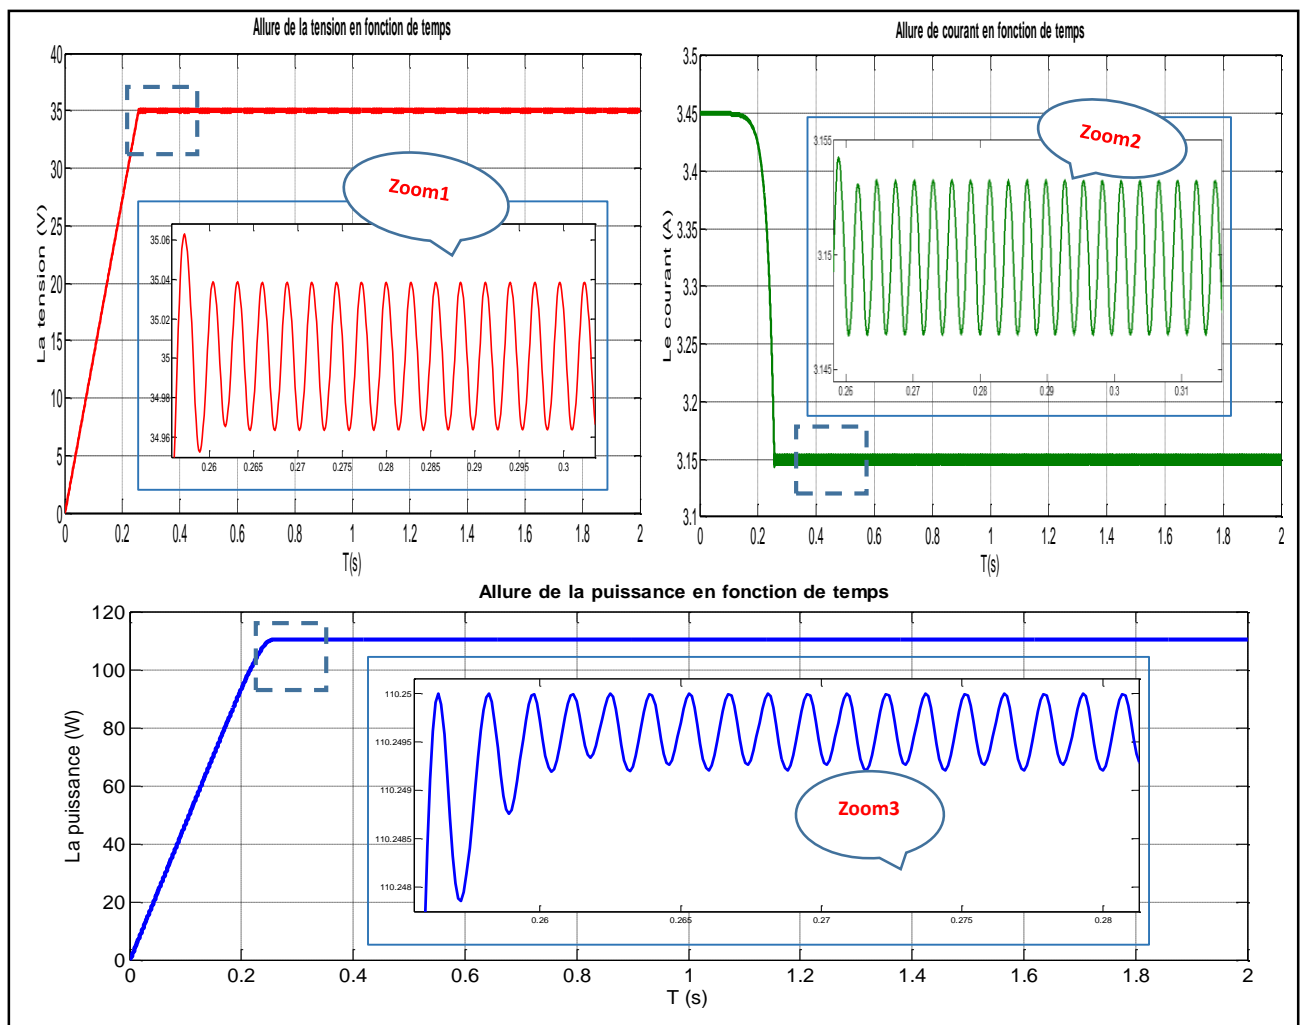 Allure de la tension en fonction de temps
40
35
30
25
20
15
10
5
0
La tension (V)
0 0.2 0.4 0.6 0.8 1 1.2 1.4 1.6 1.8 2
T(s)
Zoom1
35.06
35.04
35.02
35
34.98
34.96
0.26 0.265 0.27 0.275 0.28 0.285 0.29 0.295 0.3
Allure de courant en fonction de temps
3.5
3.45
3.4
3.35
3.3
3.25
3.2
3.15
3.1
Le courant (A)
0 0.2 0.4 0.6 0.8 1 1.2 1.4 1.6 1.8 2
T(s)
Zoom2
3.155
3.15
3.145
0.26 0.27 0.28 0.29 0.3 0.31
Allure de la puissance en fonction de temps
120
100
80
60
40
20
0
La puissance (W)
0 0.2 0.4 0.6 0.8 1 1.2 1.4 1.6 1.8 2
T (s)
110.25
110.2495
110.249
110.2485
110.248
0.26 0.265 0.27 0.275 0.28
Zoom3